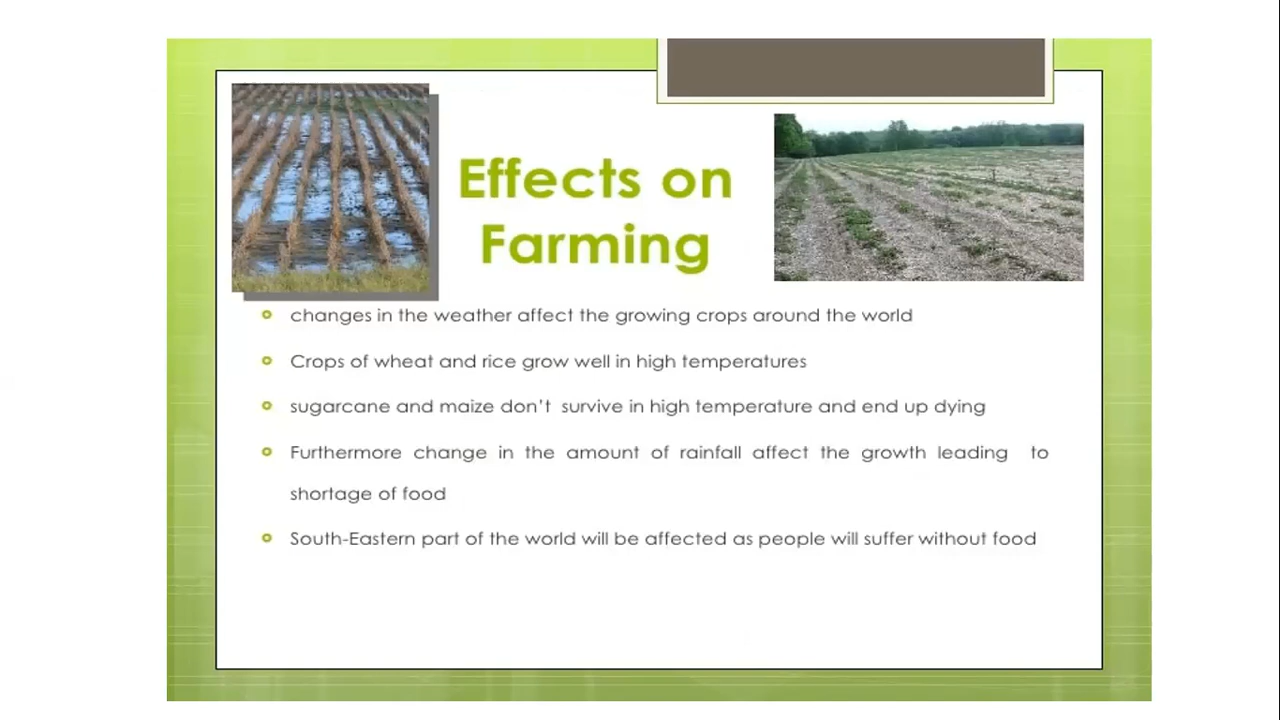 Effects on
Farming
changes in the weather affect the growing crops around the world
Crops of wheat and rice grow well in high temperatures
sugarcane and maize don't survive in high temperature and end up dying
Furthermore change in the amount of rainfall affect the growth leading to
shortage of food
South-Eastern part of the world will be affected as people will suffer without food